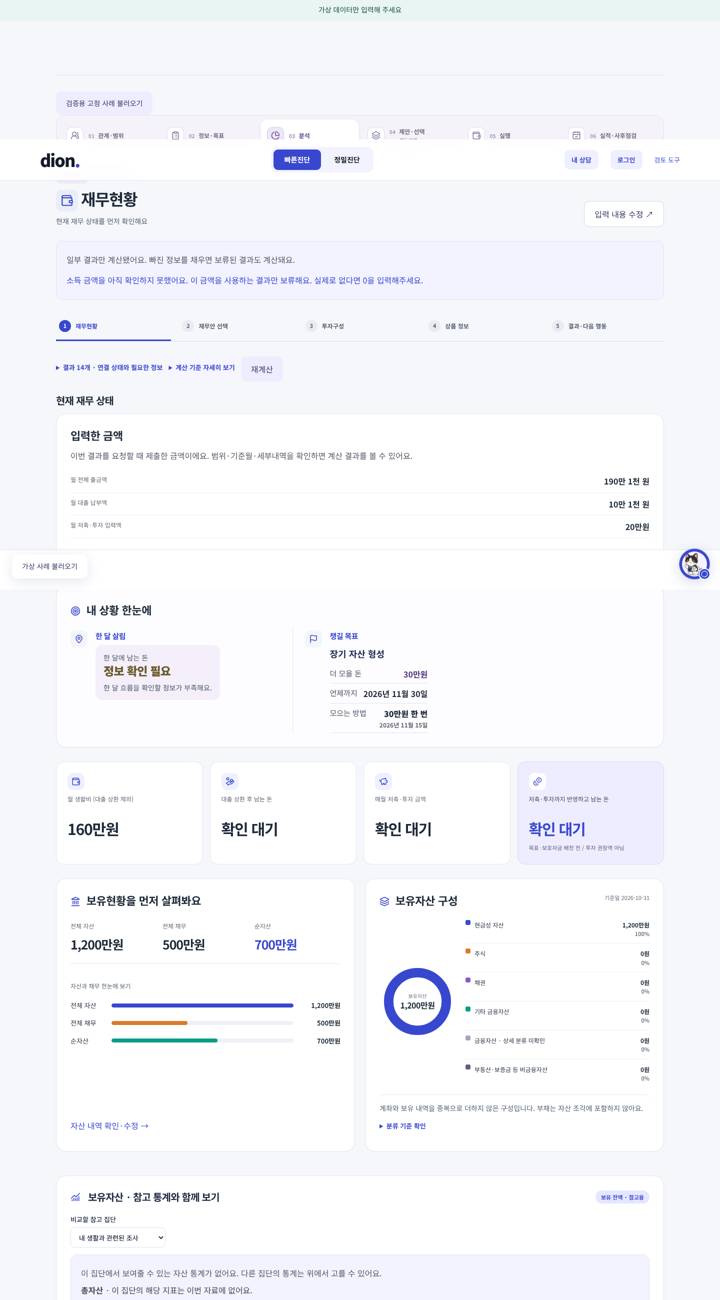 가상 데이터만 입력해 주세요
검증용 고정 사례 불러오기
01 관계·범위
02 정보·목표
03 분석
04 제안·선택
05 실행
06 실적·사후점검
dion.
빠른진단
정밀진단
내 상담
로그인
검토 도구
재무현황
현재 재무 상태를 먼저 확인해요
입력 내용 수정 ↗
일부 결과만 계산됐어요. 빠진 정보를 채우면 보류된 결과도 계산돼요.
소득 금액을 아직 확인하지 못했어요. 이 금액을 사용하는 결과만 보류해요. 실제로 없다면 0을 입력해주세요.
1 재무현황
2 재무안 선택
3 투자구성
4 상품 정보
5 결과·다음 행동
▶ 결과 14개 · 연결 상태와 필요한 정보
▶ 계산 기준 자세히 보기
재계산
현재 재무 상태
입력한 금액
이번 결과를 요청할 때 제출한 금액이에요. 범위·기준월·세부내역을 확인하면 계산 결과를 볼 수 있어요.
월 전체 출금액
190만 1천 원
월 대출 납부액
10만 1천 원
월 저축·투자 입력액
20만원
가상 사례 불러오기
내 상황 한눈에
한 달 살림
한 달에 남는 돈
정보 확인 필요
한 달 흐름을 확인할 정보가 부족해요.
챙길 목표
장기 자산 형성
더 모을 돈
30만원
언제까지
2026년 11월 30일
모으는 방법
30만원 한 번
2026년 11월 15일
월 생활비 (대출 상환 제외)
160만원
대출 상환 후 남는 돈
확인 대기
매월 저축·투자 금액
확인 대기
저축·투자까지 반영하고 남는 돈
확인 대기
목표·보호자금 배정 전 / 투자 권장액 아님
보유현황을 먼저 살펴봐요
전체 자산
1,200만원
전체 채무
500만원
순자산
700만원
자산과 채무 한눈에 보기
전체 자산
1,200만원
전체 채무
500만원
순자산
700만원
자산 내역 확인·수정 →
보유자산 구성
기준일 2026-10-31
보유자산
1,200만원
현금성 자산
1,200만원
100%
주식
0원
0%
채권
0원
0%
기타 금융자산
0원
0%
금융자산 · 상세 분류 미확인
0원
0%
부동산·보증금 등 비금융자산
0원
0%
계좌와 보유 내역을 중복으로 더하지 않은 구성입니다. 부채는 자산 조각에 포함하지 않아요.
▶ 분류 기준 확인
보유자산 · 참고 통계와 함께 보기
보유 잔액 · 참고용
비교할 참고 집단
내 생활과 관련된 조사
이 집단에서 보여줄 수 있는 자산 통계가 없어요. 다른 집단의 통계는 위에서 고를 수 있어요.
총자산 · 이 집단의 해당 지표는 이번 자료에 없어요.